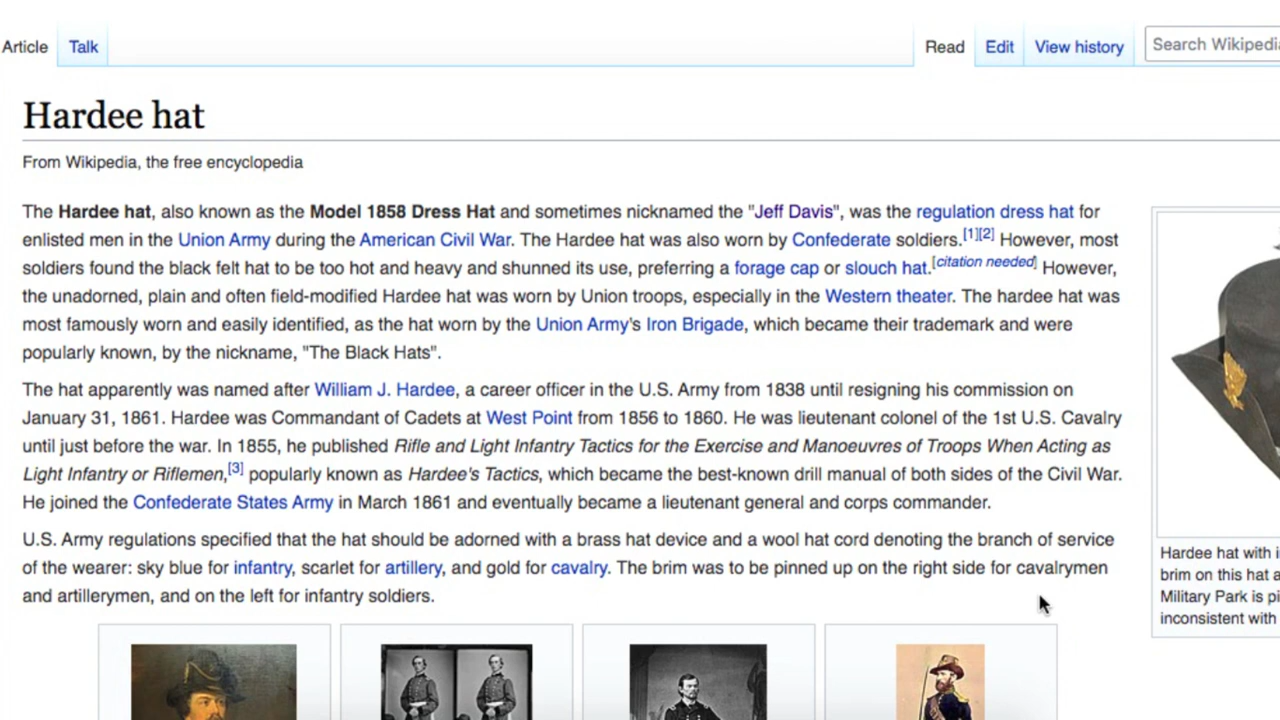 Article Talk Read Edit View history Search Wikipedia
Hardee hat
From Wikipedia, the free encyclopedia
The Hardee hat, also known as the Model 1858 Dress Hat and sometimes nicknamed the "Jeff Davis", was the regulation dress hat for
enlisted men in the Union Army during the American Civil War. The Hardee hat was also worn by Confederate soldiers.[1][2] However, most
soldiers found the black felt hat to be too hot and heavy and shunned its use, preferring a forage cap or slouch hat.[citation needed] However,
the unadorned, plain and often field-modified Hardee hat was worn by Union troops, especially in the Western theater. The hardee hat was
most famously worn and easily identified, as the hat worn by the Union Army's Iron Brigade, which became their trademark and were
popularly known, by the nickname, "The Black Hats".
The hat apparently was named after William J. Hardee, a career officer in the U.S. Army from 1838 until resigning his commission on
January 31, 1861. Hardee was Commandant of Cadets at West Point from 1856 to 1860. He was lieutenant colonel of the 1st U.S. Cavalry
until just before the war. In 1855, he published Rifle and Light Infantry Tactics for the Exercise and Manoeuvres of Troops When Acting as
Light Infantry or Riflemen,[3] popularly known as Hardee's Tactics, which became the best-known drill manual of both sides of the Civil War.
He joined the Confederate States Army in March 1861 and eventually became a lieutenant general and corps commander.
U.S. Army regulations specified that the hat should be adorned with a brass hat device and a wool hat cord denoting the branch of service
of the wearer: sky blue for infantry, scarlet for artillery, and gold for cavalry. The brim was to be pinned up on the right side for cavalrymen
and artillerymen, and on the left for infantry soldiers.
Hardee hat with
brim on this hat
Military Park is
inconsistent with